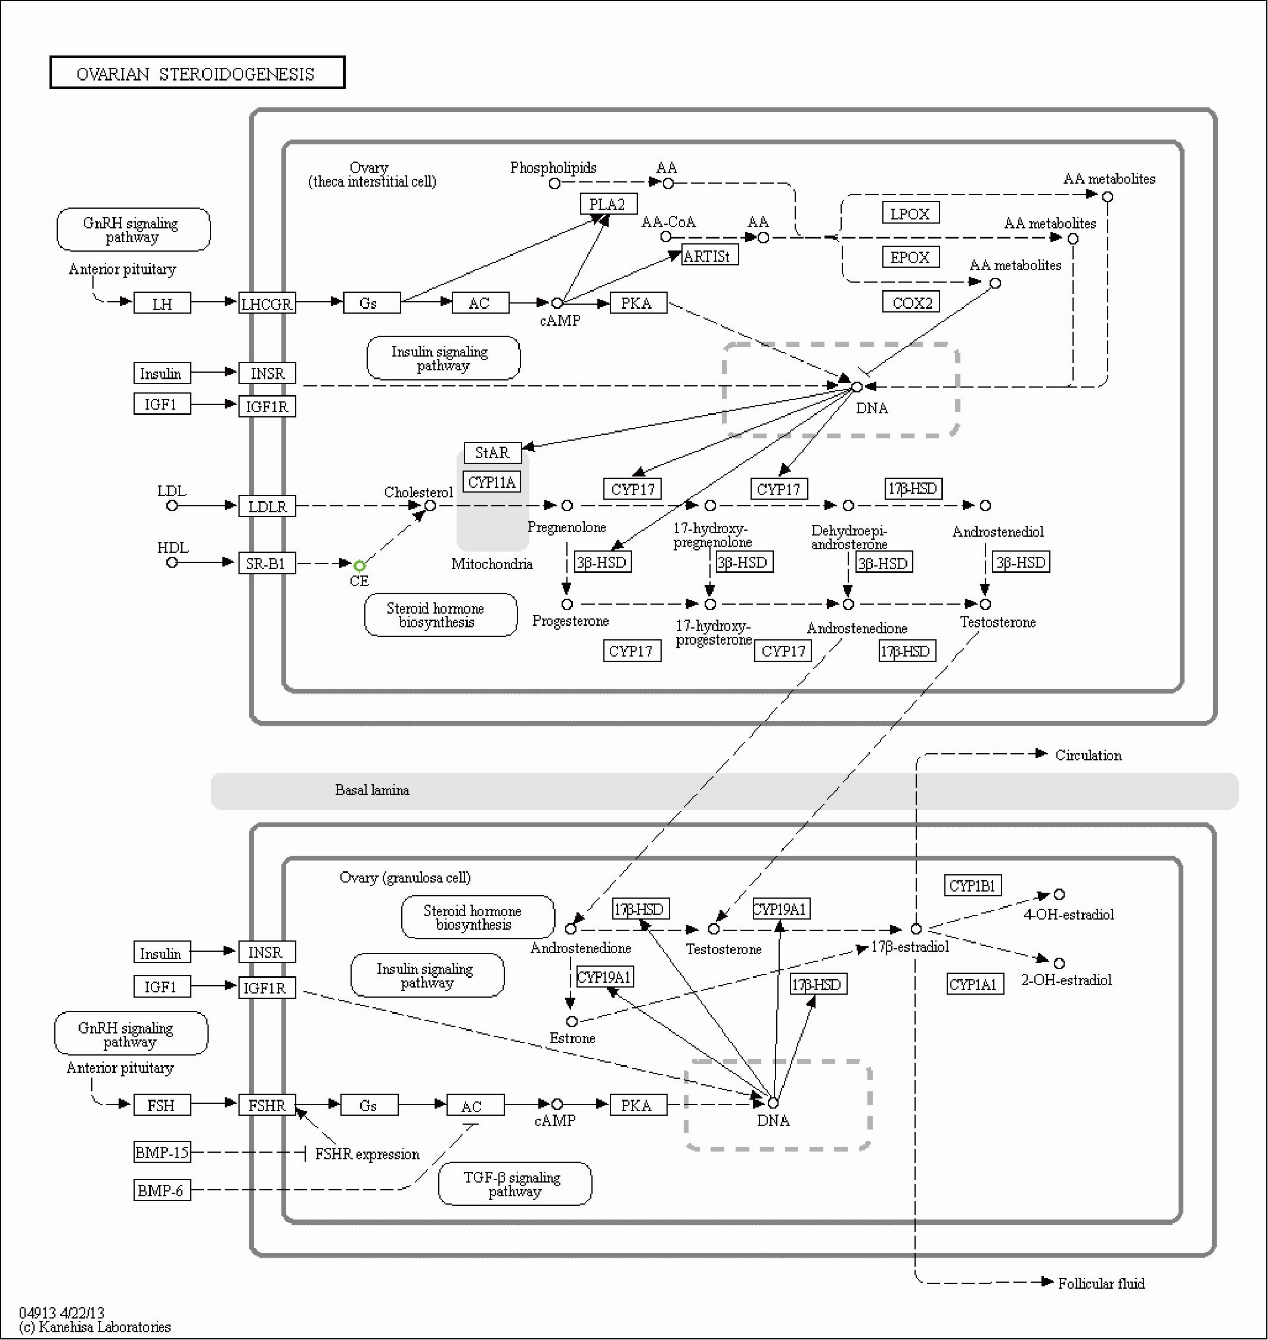 OVARIAN STEROIDOGENESIS
Ovary
(theca interstitial cell)
Phospholipids
AA
AA metabolites
PLA2
LPOX
GnRH signaling
pathway
AA-CoA
AA
AA metabolites
ARTISt
EPOX
Anterior pituitary
AA metabolites
LH
LHCGR
Gs
AC
cAMP
PKA
COX2
Insulin signaling
pathway
Insulin
INSR
IGF1
IGF1R
DNA
StAR
CYP11A
CYP17
CYP17
17β-HSD
LDL
LDLR
Cholesterol
Pregnenolone
17-hydroxy-
pregnenolone
Dehydroepi-
androsterone
Androstenediol
HDL
SR-B1
CE
Mitochondria
3β-HSD
3β-HSD
3β-HSD
3β-HSD
Steroid hormone
biosynthesis
Progesterone
17-hydroxy-
progesterone
Androstenedione
Testosterone
CYP17
CYP17
17β-HSD
Circulation
Basal lamina
Ovary (granulosa cell)
Steroid hormone
biosynthesis
17β-HSD
CYP19A1
CYP1B1
4-OH-estradiol
Androstenedione
Testosterone
17β-estradiol
Insulin
INSR
Insulin signaling
pathway
CYP19A1
17β-HSD
CYP1A1
2-OH-estradiol
IGF1
IGF1R
Estrone
GnRH signaling
pathway
Anterior pituitary
FSH
FSHR
Gs
AC
cAMP
PKA
DNA
BMP-15
FSHR expression
BMP-6
TGF-β signaling
pathway
Follicular fluid
04913 4/22/13
(c) Kanehisa Laboratories